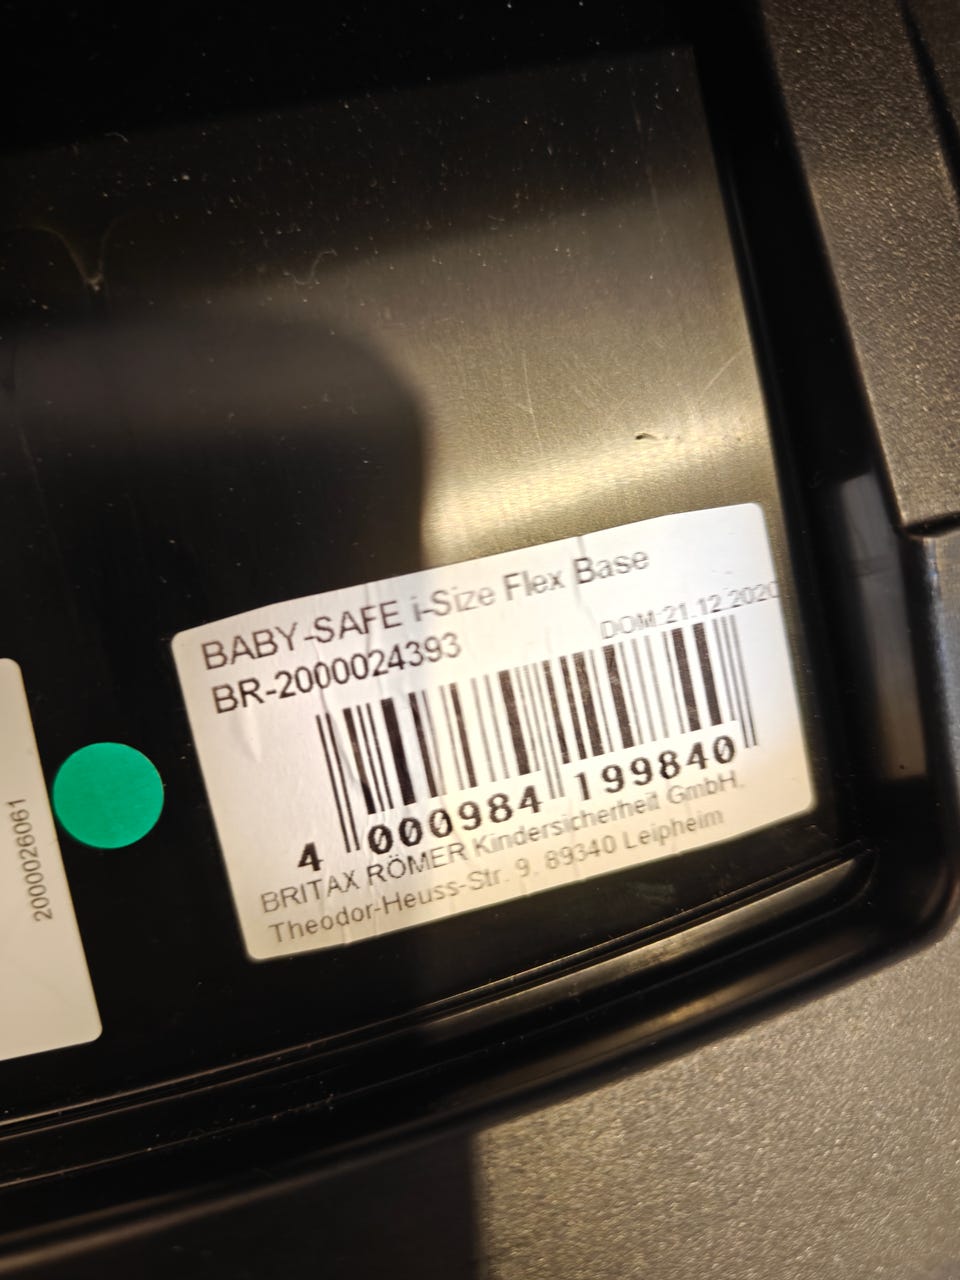 BABY-SAFE i-Size Flex Base
DOM:21.12.2020
BR-2000024393
4 000984 199840
BRITAX RÖMER Kindersicherheit GmbH.
Theodor-Heuss-Str. 9. 89340 Leipheim
2000026061